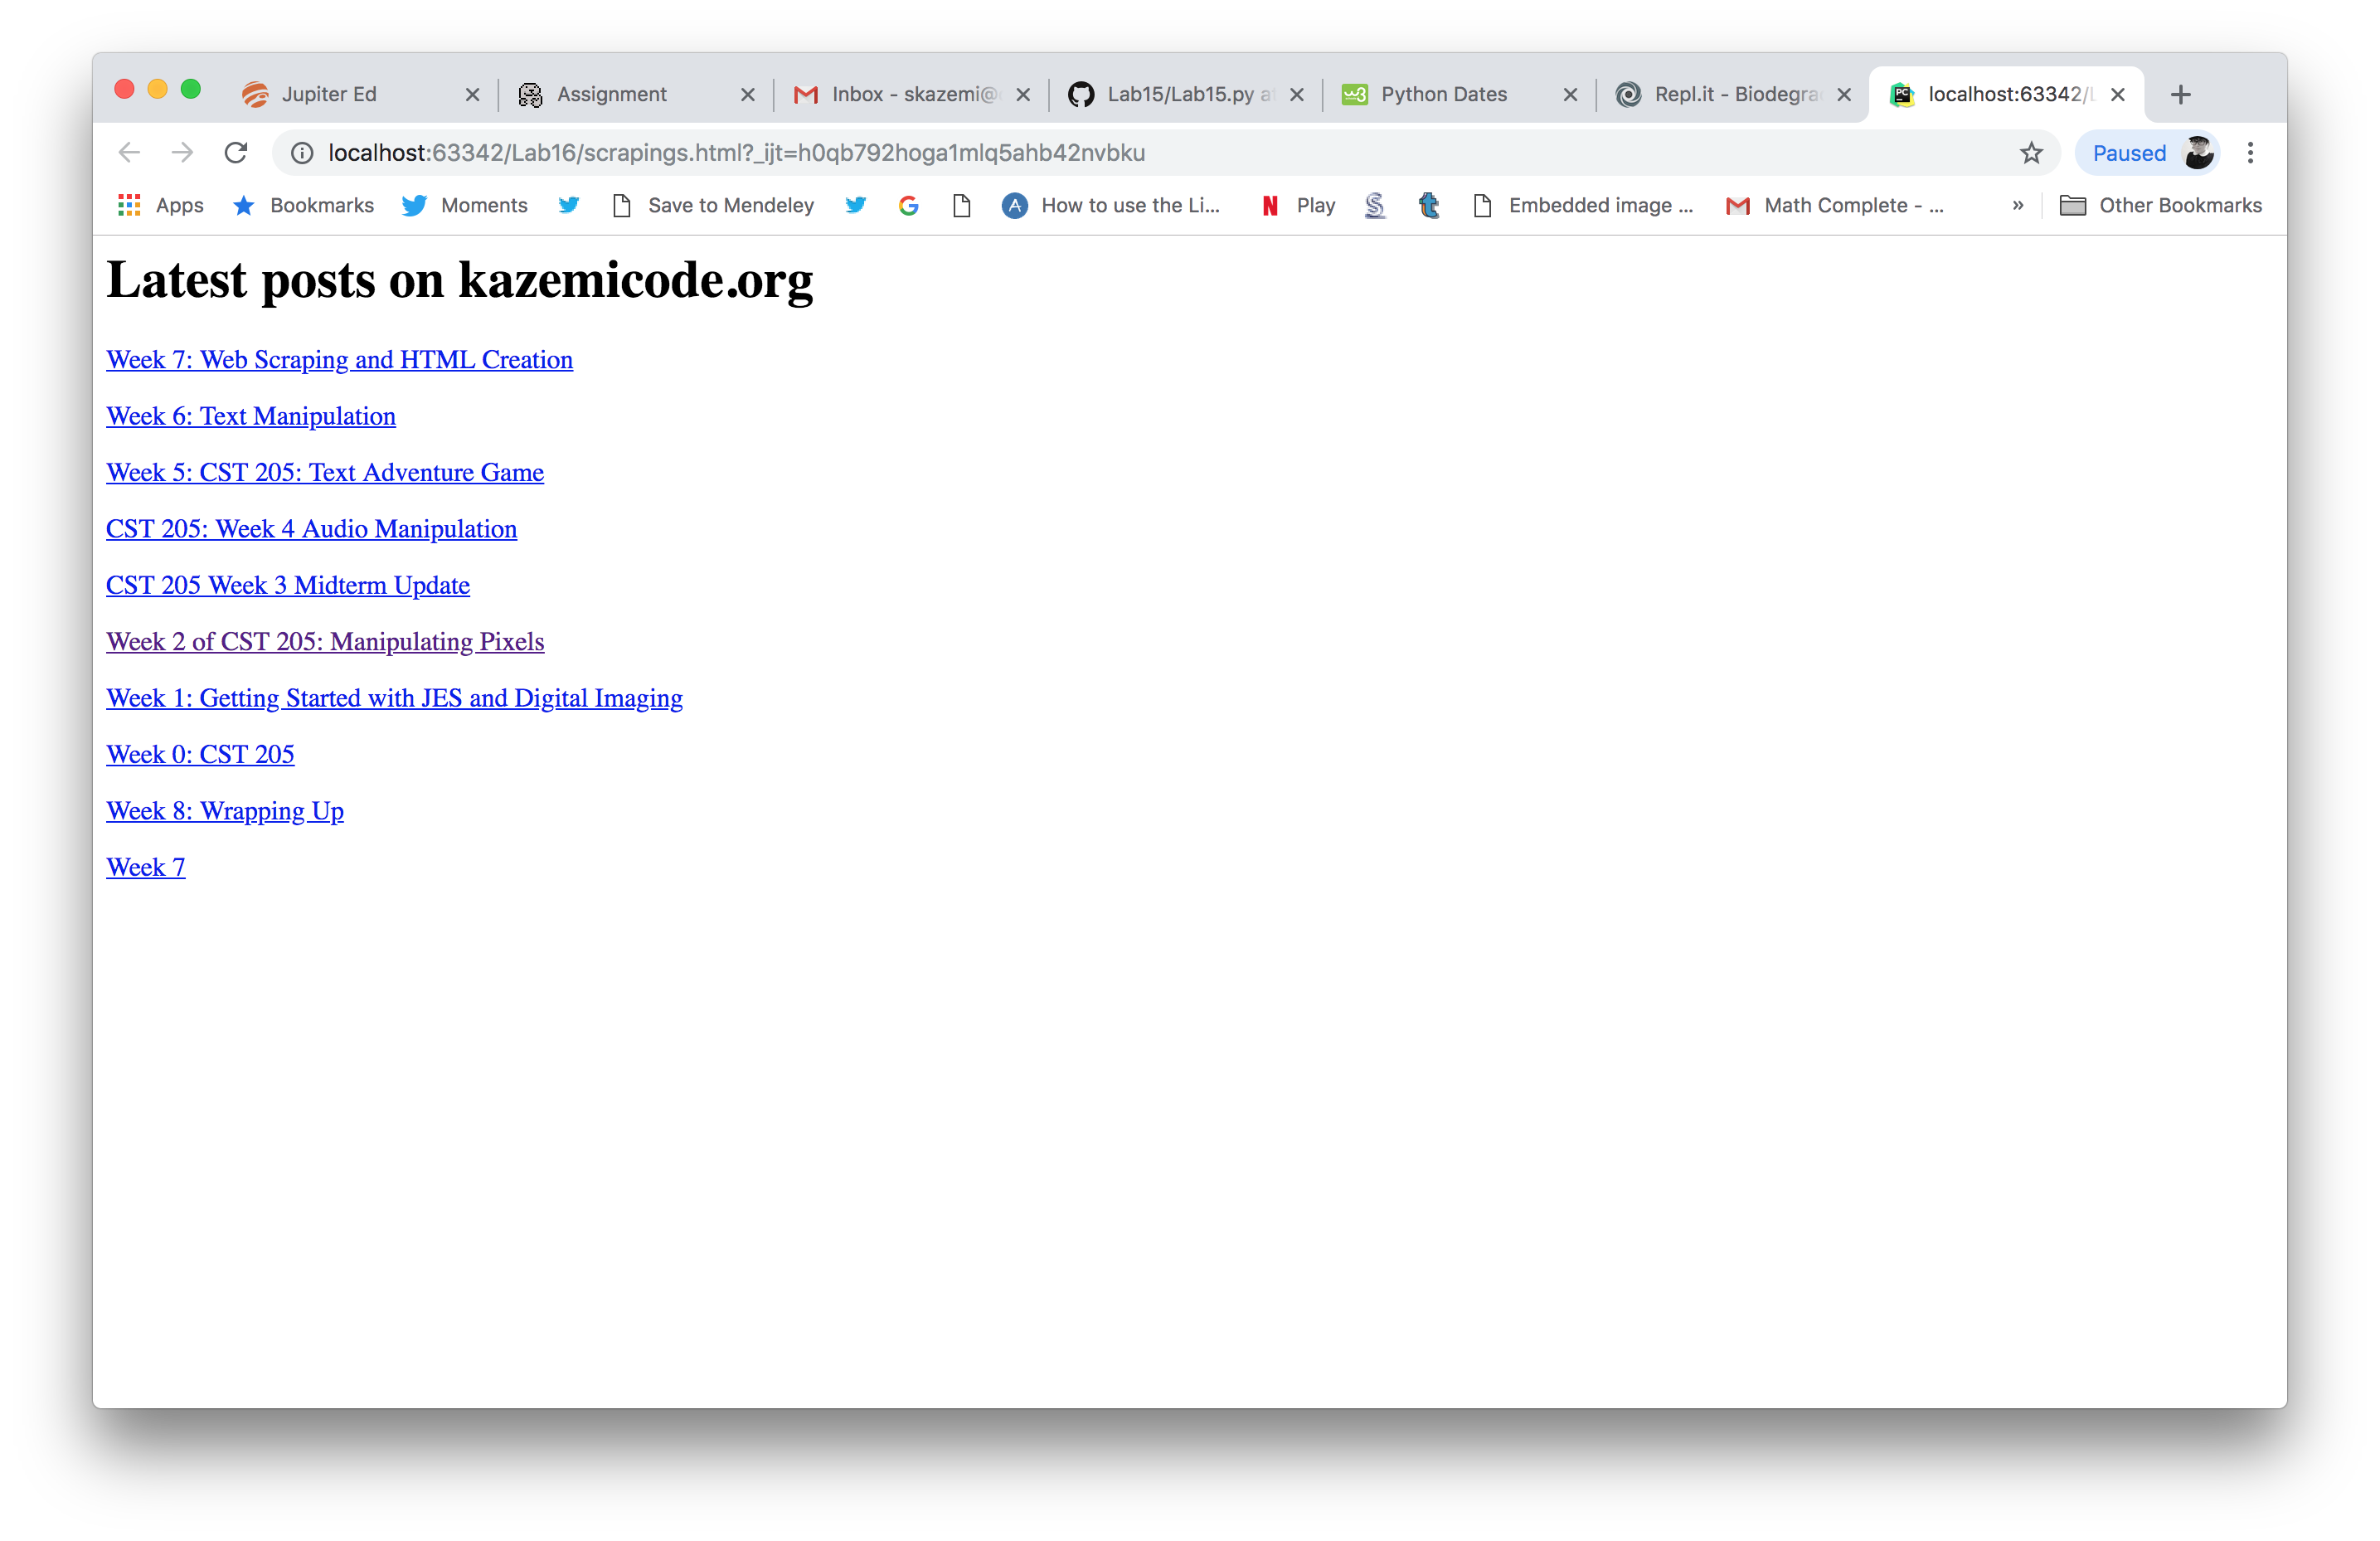 Jupiter Ed Assignment Inbox - skazemi@ Lab15/Lab15.py Python Dates Repl.it - Biodegra localhost:63342/
localhost:63342/Lab16/scrapings.html?_ijt=h0qb792hoga1mlq5ahb42nvbku Paused
Apps Bookmarks Moments Save to Mendeley How to use the Li... Play Embedded image ... Math Complete - ... » Other Bookmarks
Latest posts on kazemicode.org
Week 7: Web Scraping and HTML Creation
Week 6: Text Manipulation
Week 5: CST 205: Text Adventure Game
CST 205: Week 4 Audio Manipulation
CST 205 Week 3 Midterm Update
Week 2 of CST 205: Manipulating Pixels
Week 1: Getting Started with JES and Digital Imaging
Week 0: CST 205
Week 8: Wrapping Up
Week 7